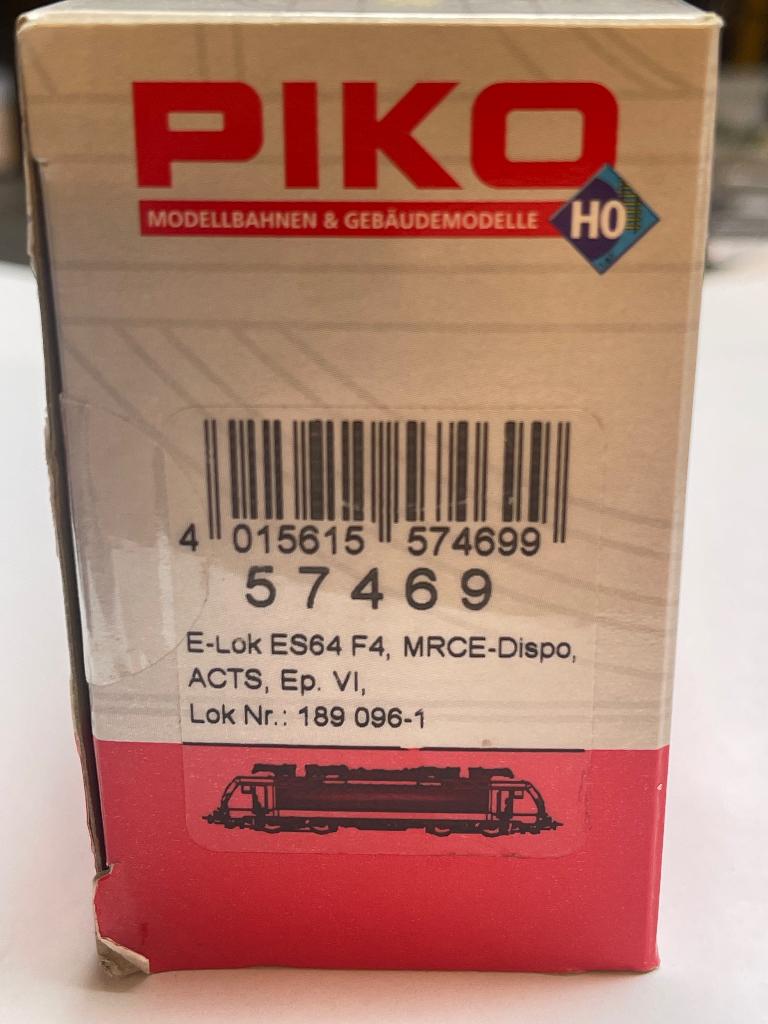 PIKO
MODELLBAHNEN & GEBÄUDEMODELLE
H0
4 015615 574699
57469
E-Lok ES64 F4, MRCE-Dispo,
ACTS, Ep. VI,
Lok Nr.: 189 096-1